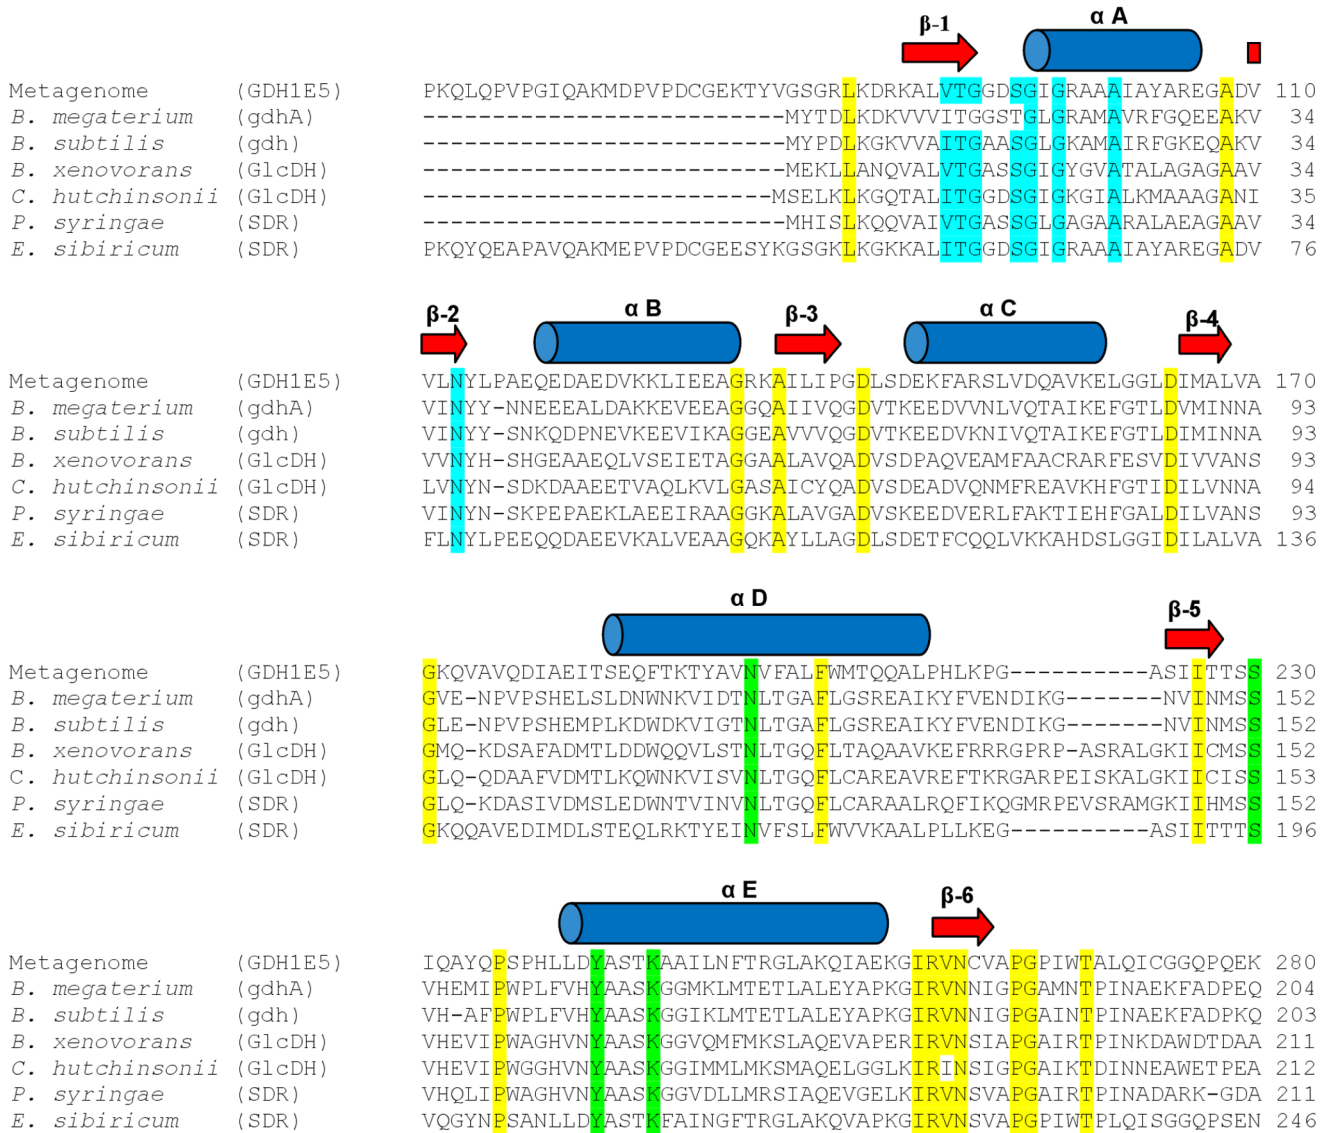 β-1 α A
Metagenome (GDH1E5) PKQLQPVPGIQAKMDPVPDCGEKTYVGSGRLKDRKALVTGGDSGIGRAAAIAYAREGADV 110
B. megaterium (gdhA) --------------------------MYTDLKDKVVVITGGSTGLGRAMAVRFGQEEAKV 34
B. subtilis (gdh) --------------------------MYPDLKGKVVAITGAASGLGKAMAIRFGKEQAKV 34
B. xenovorans (GlcDH) --------------------------MEKLLANQVALVTGASSGIGYGVATALAGAGAAV 34
C. hutchinsonii (GlcDH) -------------------------MSELKLKGQTALITGGDSGIGKGIALKMAAAGANI 35
P. syringae (SDR) --------------------------MHISLKQQVAIVTGASSGLGAGAARALAEAGAAV 34
E. sibiricum (SDR) PKQYQEAPAVQAKMEPVPDCGEESYKGSGKLKGKKALITGGDSGIGRAAAIAYAREGADV 76
β-2 α B β-3 α C β-4
Metagenome (GDH1E5) VLNYLPAEQEDAEDVKKLIEEAGRKAILIPGDLSDEKFARSLVDQAVKELGGLDIMALVA 170
B. megaterium (gdhA) VINYY-NNEEEALDAKKEVEEAGGQAIIVQGDVTKEEDVVNLVQTAIKEFGTLDVMINNA 93
B. subtilis (gdh) VINYY-SNKQDPNEVKEEVIKAGGEAVVVQGDVTKEEDVKNIVQTAIKEFGTLDIMINNA 93
B. xenovorans (GlcDH) VVNYH-SHGEAAEQLVSEIETAGGAALAVQADVSDPAQVEAMFAACRARFESVDIVVANS 93
C. hutchinsonii (GlcDH) LVNYN-SDKDAAEETVAQLKVLGASAICYQADVSDEADVQNMFREAVKHFGTIDILVNNA 94
P. syringae (SDR) VINYN-SKPEPAEKLAEEIRAAGGKALAVGADVSKEEDVERLFAKTIEHFGALDILVANS 93
E. sibiricum (SDR) FLNYLPEEQQDAEEVKALVEAAGQKAYLLAGDLSDETFCQQLVKKAHDSLGGIDILALVA 136
α D β-5
Metagenome (GDH1E5) GKQVAVQDIAEITSEQFTKTYAVNVFALFWMTQQALPHLKPG----------ASIITTSS 230
B. megaterium (gdhA) GVE-NPVPSHELSLDNWNKVIDTNLTGAFLGSREAIKYFVENDIKG-------NVINMSS 152
B. subtilis (gdh) GLE-NPVPSHEMPLKDWDKVIGTNLTGAFLGSREAIKYFVENDIKG-------NVINMSS 152
B. xenovorans (GlcDH) GMQ-KDSAFADMTLDDWQQVLSTNLTGQFLTAQAAVKEFRRRGPRP-ASRALGKIICMSS 152
C. hutchinsonii (GlcDH) GLQ-QDAAFVDMTLKQWNKVISVNLTGQFLCAREAVREFTKRGARPEISKALGKIICISS 153
P. syringae (SDR) GLQ-KDASIVDMSLEDWNTVINVNLTGQFLCARAALRQFIKQGMRPEVSRAMGKIIHMSS 152
E. sibiricum (SDR) GKQQAVEDIMDLSTEQLRKTYEINVFSLFWVVKAALPLLKEG----------ASIITTTS 196
α E β-6
Metagenome (GDH1E5) IQAYQPSPHLLDYASTKAAILNFTRGLAKQIAEKGIRVNCVAPGPIWTALQICGGQPQEK 280
B. megaterium (gdhA) VHEMIPWPLFVHYAASKGGMKLMTETLALEYAPKGIRVNNIGPGAMNTPINAEKFADPEQ 204
B. subtilis (gdh) VH-AFPWPLFVHYAASKGGIKLMTETLALEYAPKGIRVNNIGPGAINTPINAEKFADPKQ 203
B. xenovorans (GlcDH) VHEVIPWAGHVNYAASKGGVQMFMKSLAQEVAPERIRVNSIAPGAIRTPINKDAWDTDAA 211
C. hutchinsonii (GlcDH) VHEVIPWGGHVNYAASKGGIMMLMKSMAQELGGLKIRINSIGPGAIKTDINNEAWETPEA 212
P. syringae (SDR) VHQLIPWAGHVNYAASKGGVDLLMRSIAQEVGELKIRVNSVAPGAIRTPINADARK-GDA 211
E. sibiricum (SDR) VQGYNPSANLLDYASTKFAINGFTRGLAKQVAPKGIRVNSVAPGPIWTPLQISGGQPSEN 246